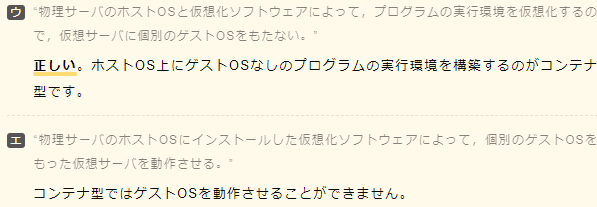 ウ “物理サーバのホストOSと仮想化ソフトウェアによって，プログラムの実行環境を仮想化するの
で，仮想サーバに個別のゲストOSをもたない。”
正しい。ホストOS上にゲストOSなしのプログラムの実行環境を構築するのがコンテナ
型です。
エ “物理サーバのホストOSにインストールした仮想化ソフトウェアによって，個別のゲストOSを
もった仮想サーバを動作させる。”
コンテナ型ではゲストOSを動作させることができません。